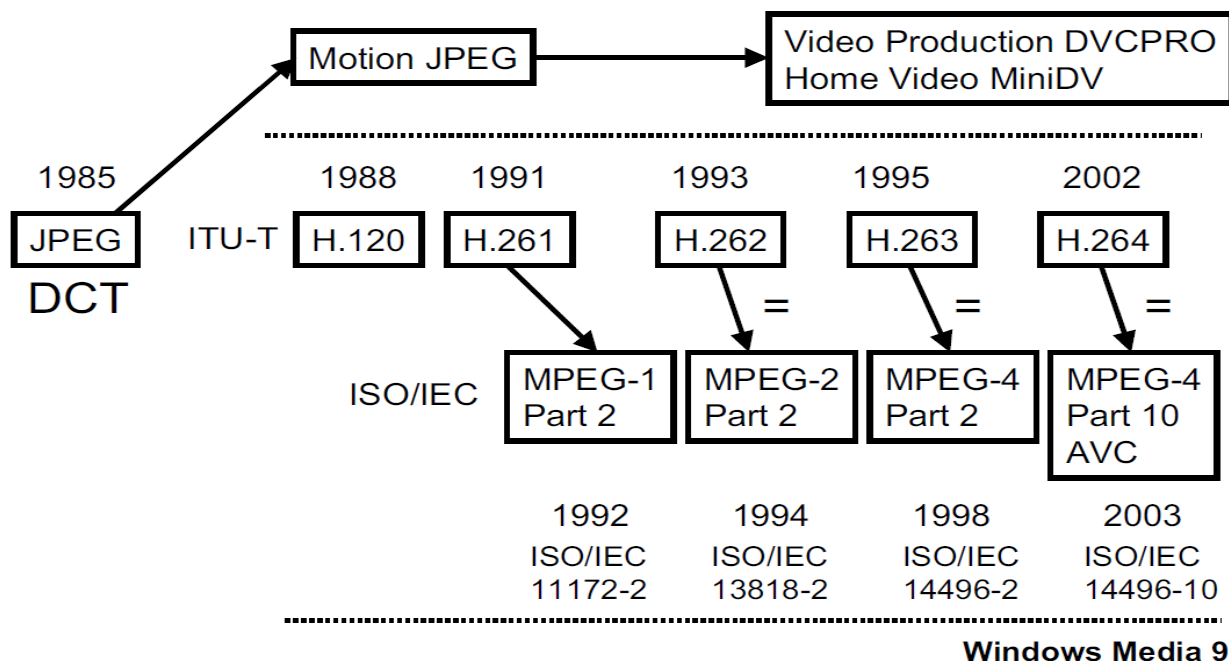 Motion JPEG
Video Production DVCPRO
Home Video MiniDV
1985
1988
1991
1993
1995
2002
JPEG
ITU-T
H.120
H.261
H.262
H.263
H.264
DCT
=
=
=
ISO/IEC
MPEG-1
Part 2
MPEG-2
Part 2
MPEG-4
Part 2
MPEG-4
Part 10
AVC
1992
ISO/IEC
11172-2
1994
ISO/IEC
13818-2
1998
ISO/IEC
14496-2
2003
ISO/IEC
14496-10
Windows Media 9